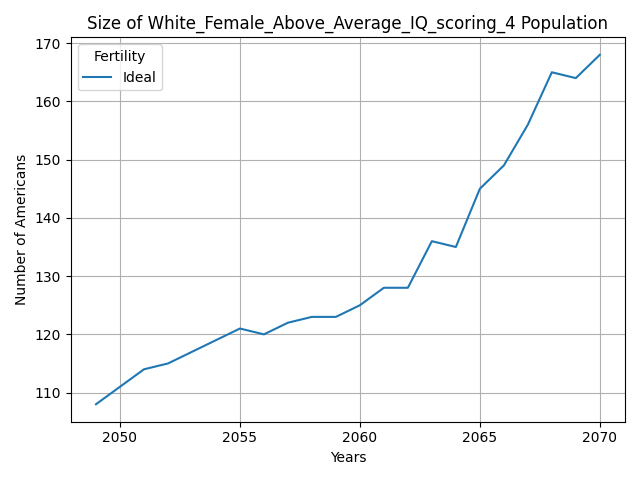 Size of White_Female_Above_Average_IQ_scoring_4 Population
Fertility
Ideal
Number of Americans
170
160
150
140
130
120
110
2050
2055
2060
2065
2070
Years